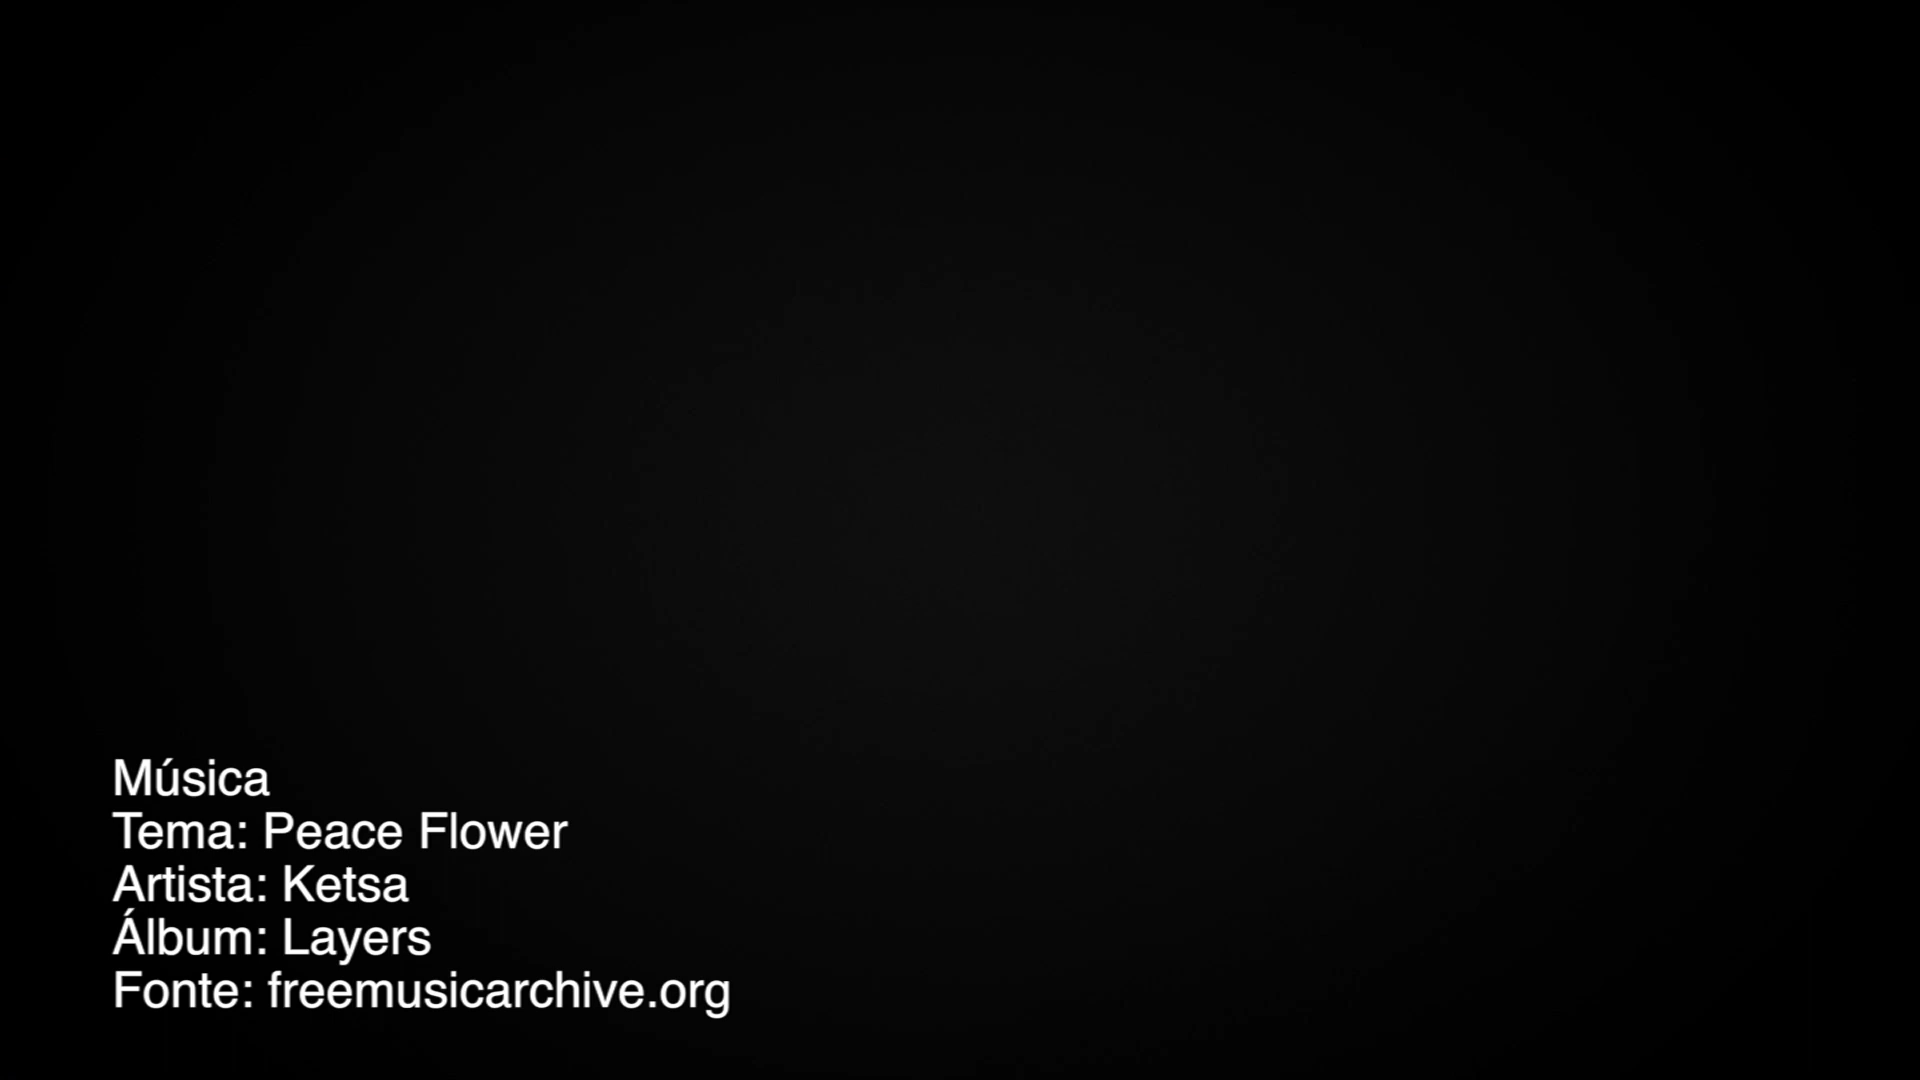 Música
Tema: Peace Flower
Artista: Ketsa
Álbum: Layers
Fonte: freemusicarchive.org